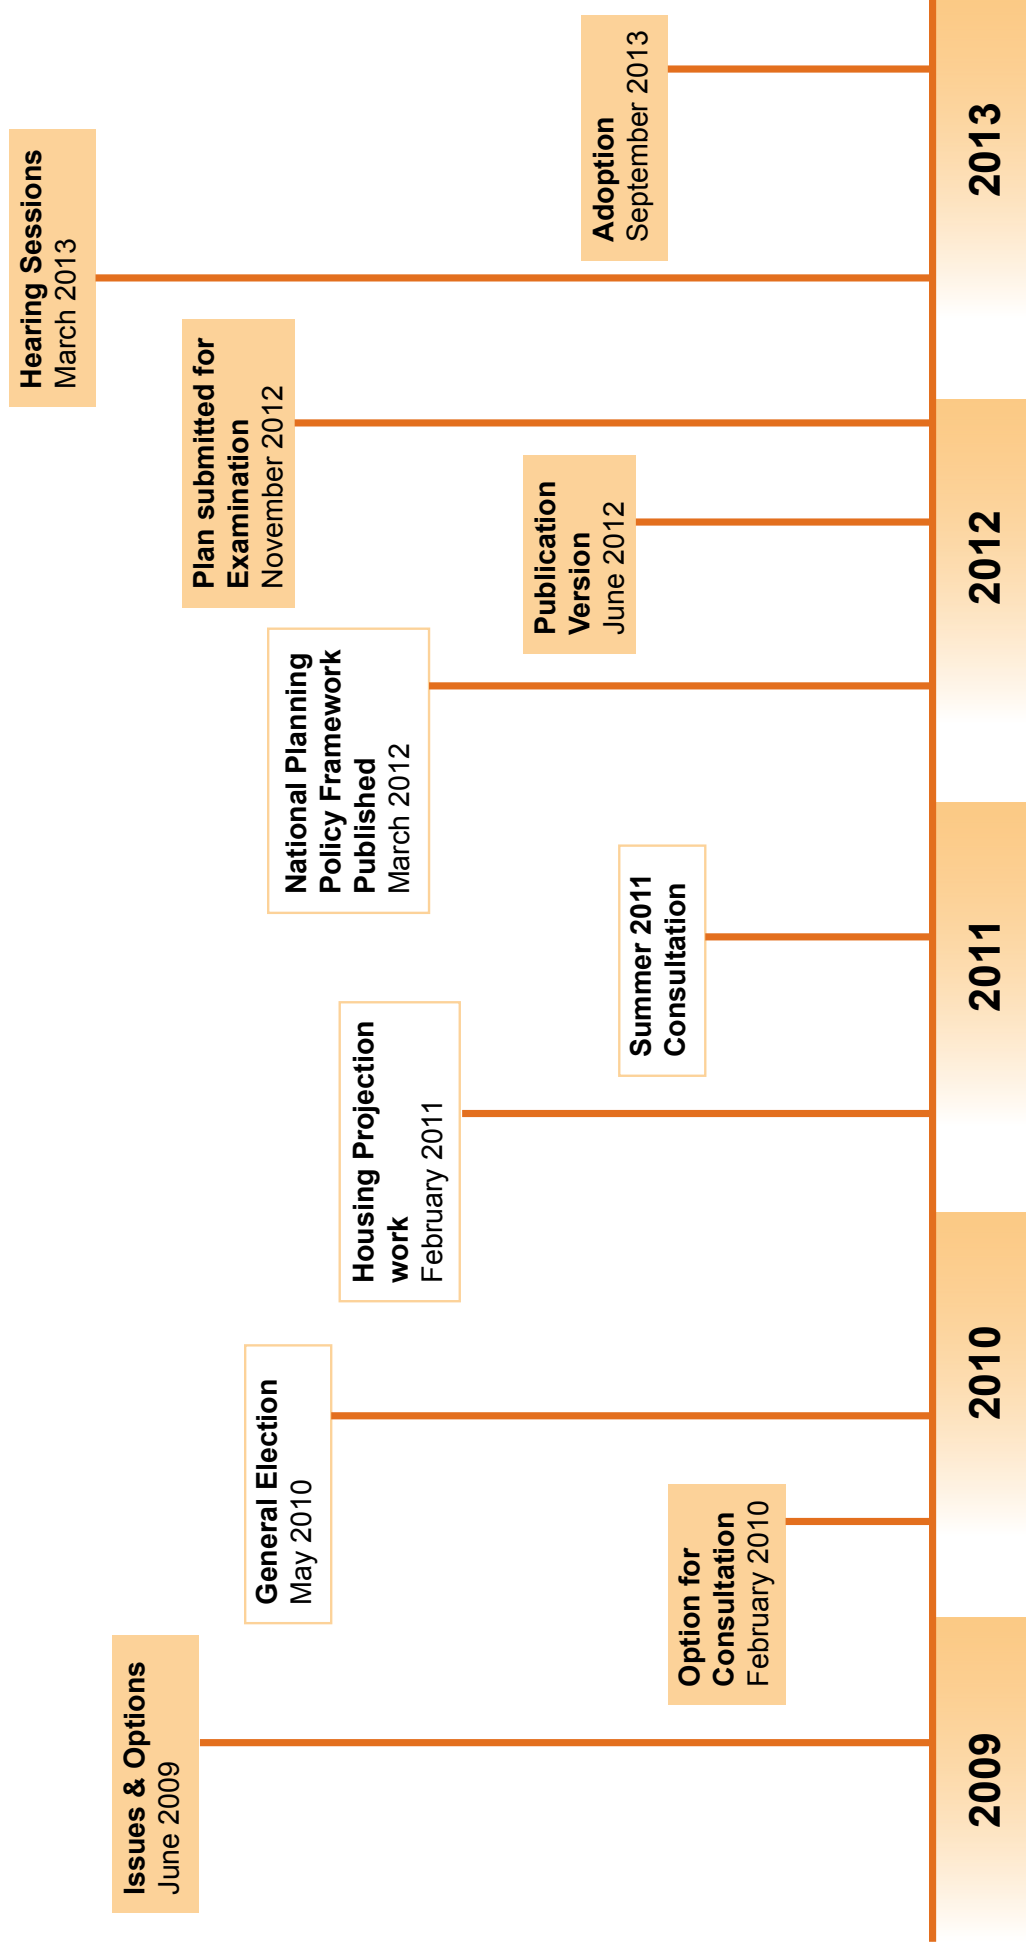 Issues & Options
June 2009
Option for
Consultation
February 2010
General Election
May 2010
Housing Projection
work
February 2011
Summer 2011
Consultation
National Planning
Policy Framework
Published
March 2012
Publication
Version
June 2012
Plan submitted for
Examination
November 2012
Hearing Sessions
March 2013
Adoption
September 2013
2009
2010
2011
2012
2013